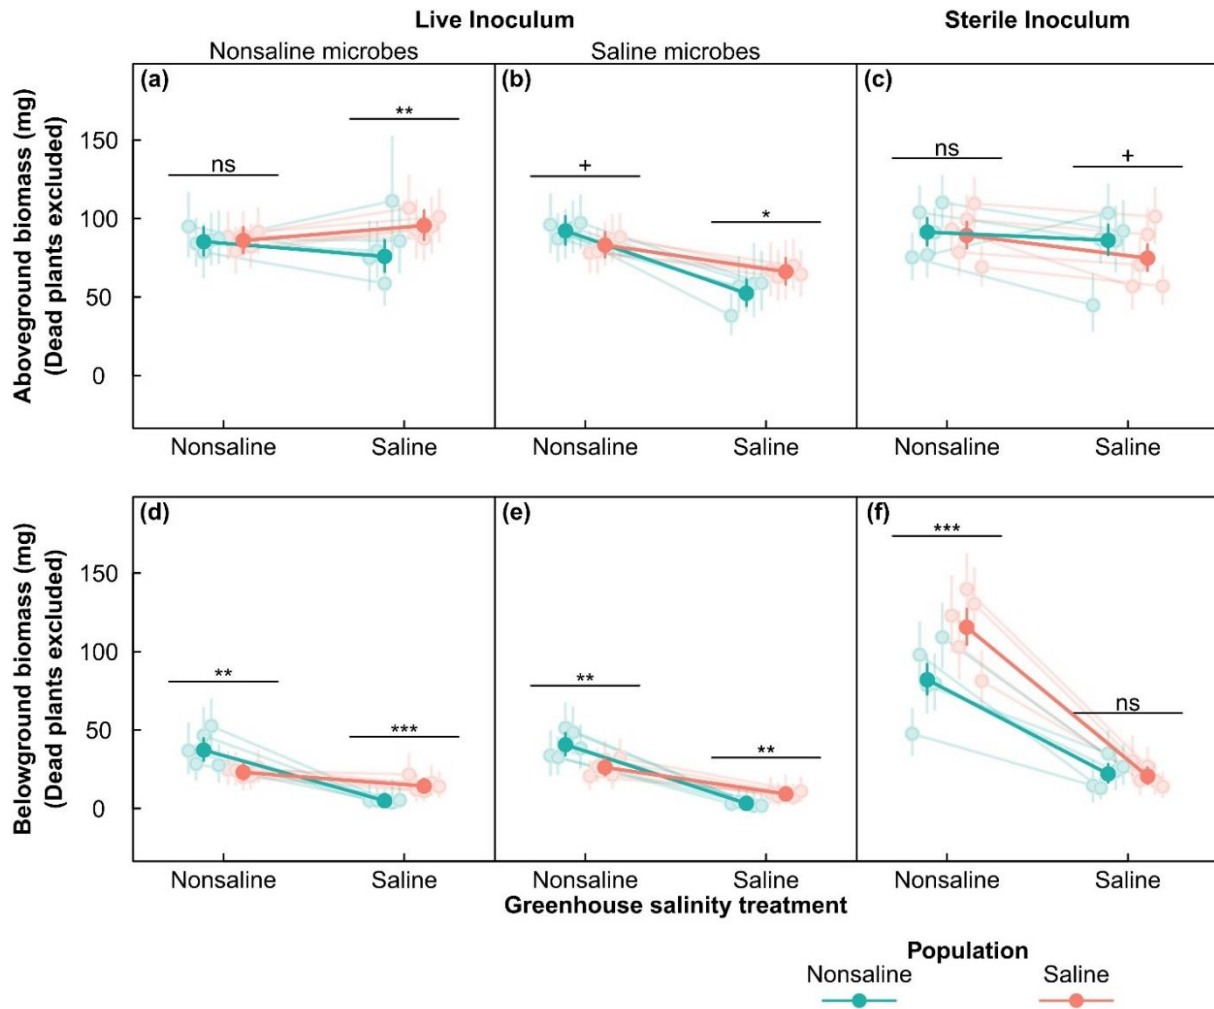 Live Inoculum Sterile Inoculum
Nonsaline microbes Saline microbes
Aboveground biomass (mg)
(Dead plants excluded)
(a) (b) (c)
150
100
50
0
ns ** + * ns +
Nonsaline Saline Nonsaline Saline Nonsaline Saline
Belowground biomass (mg)
(Dead plants excluded)
(d) (e) (f)
150
100
50
0
** *** ** ** *** ns
Nonsaline Saline Nonsaline Saline Nonsaline Saline
Greenhouse salinity treatment
Population
Nonsaline Saline